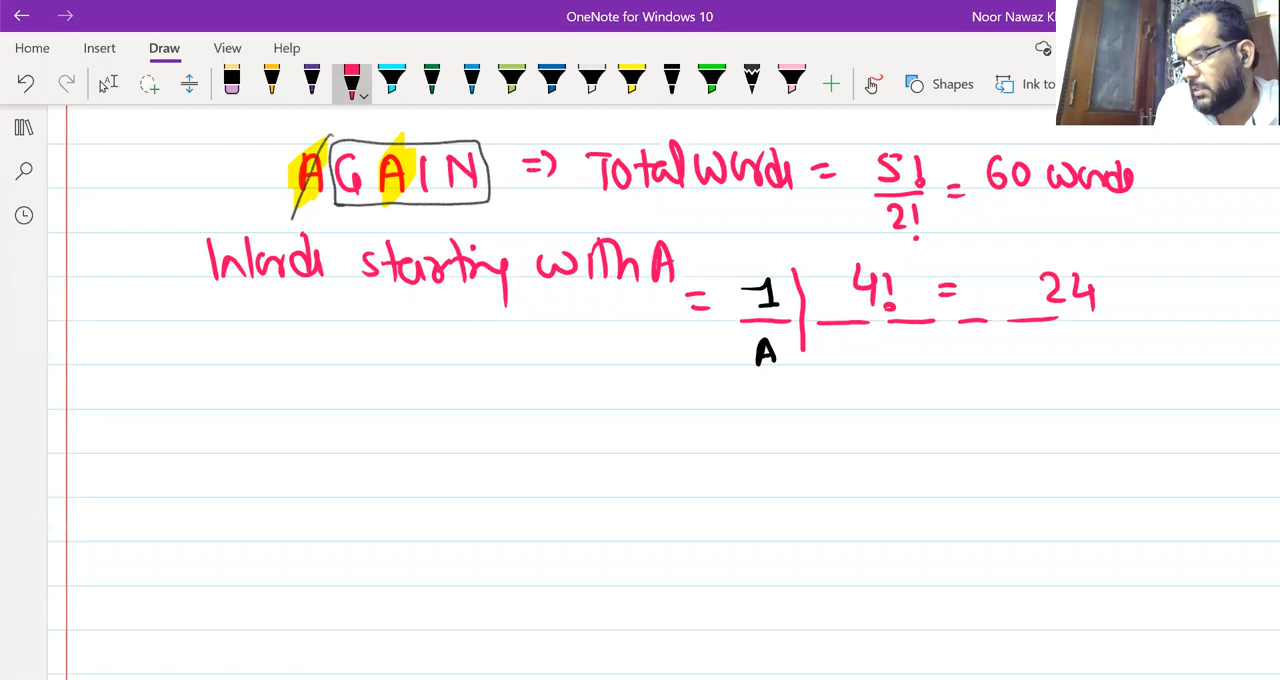 OneNote for Windows 10
Noor Nawaz Kh
Home Insert Draw View Help
Shapes Ink to
AGAIN => Total words = 5!/2! = 60 words
Words starting with A
= 1 | 4! = 24
A